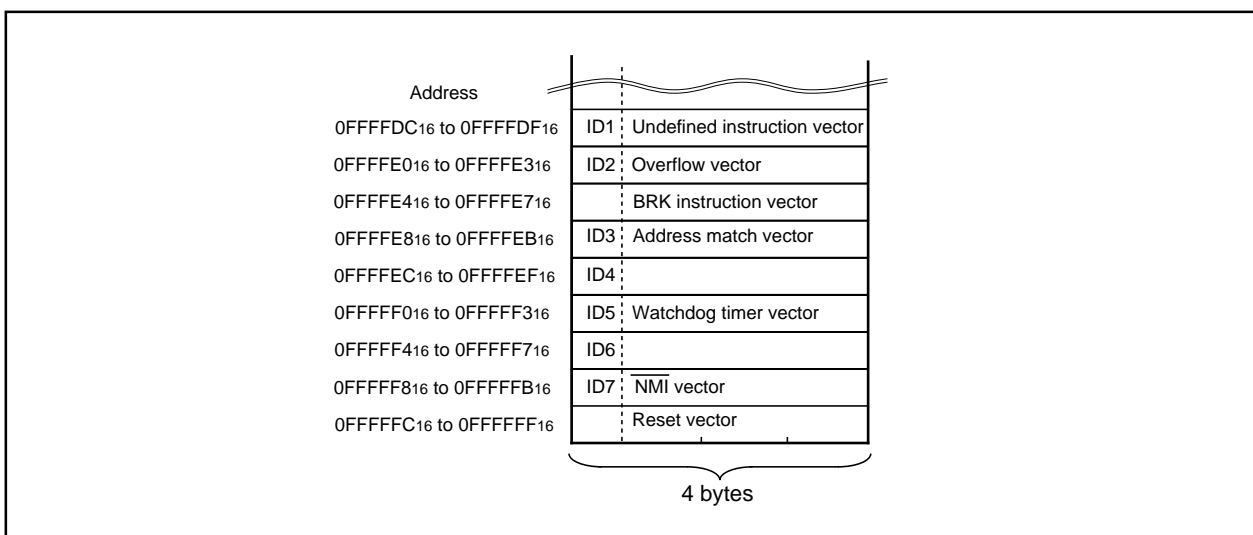 Address
0FFFFDC16 to 0FFFFDF16 ID1 Undefined instruction vector
0FFFFE016 to 0FFFFE316 ID2 Overflow vector
0FFFFE416 to 0FFFFE716 BRK instruction vector
0FFFFE816 to 0FFFFEB16 ID3 Address match vector
0FFFFEC16 to 0FFFFEF16 ID4
0FFFFF016 to 0FFFFF316 ID5 Watchdog timer vector
0FFFFF416 to 0FFFFF716 ID6
0FFFFF816 to 0FFFFFB16 ID7 N̅M̅I̅ vector
0FFFFFC16 to 0FFFFFF16 Reset vector
4 bytes